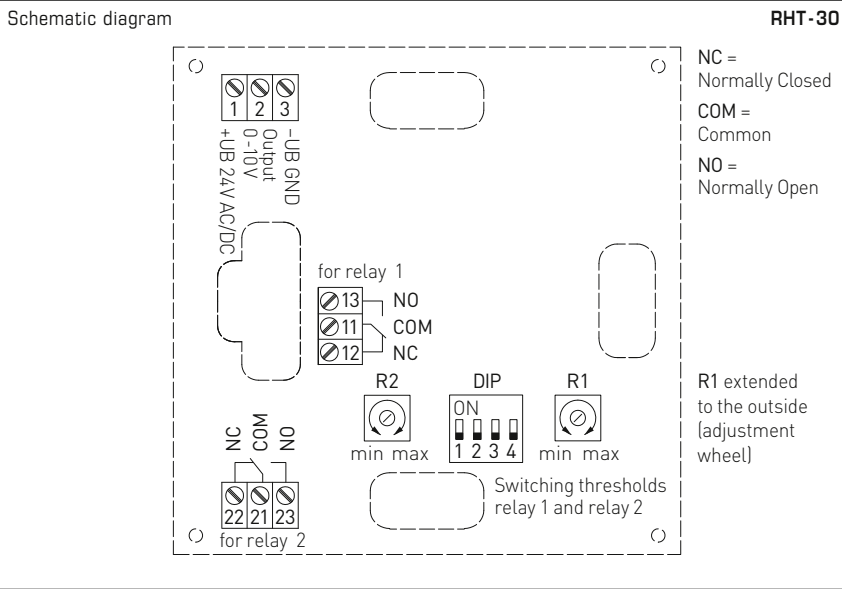 Schematic diagram
RHT-30
NC =
Normally Closed
COM =
Common
NO =
Normally Open
1 2 3
+UB 24V AC/DC
Output
0-10V
-UB GND
for relay 1
13 NO
11 COM
12 NC
R2
min max
DIP
ON
1 2 3 4
R1
min max
R1 extended
to the outside
(adjustment
wheel)
Switching thresholds
relay 1 and relay 2
NC COM NO
22 21 23
for relay 2